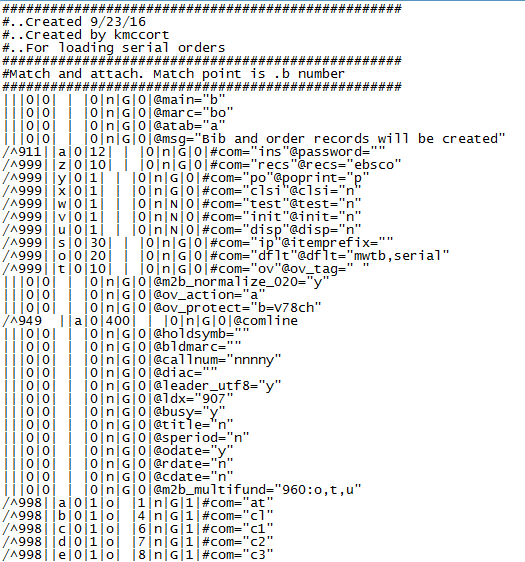 ##################################################
#..Created 9/23/16
#..Created by kmccort
#..For loading serial orders
##################################################
#Match and attach. Match point is .b number
##################################################
|||0|0| | |0|n|G|0|@main="b"
|||0|0| | |0|n|G|0|@marc="bo"
|||0|0| | |0|n|G|0|@atab="a"
|||0|0| | |0|n|G|0|@msg="Bib and order records will be created"
/^911||a|0|12| | |0|n|G|0|#com="ins"@password=""
/^999||z|0|10| | |0|n|G|0|#com="recs"@recs="ebsco"
/^999||y|0|1| | |0|n|G|0|#com="po"@poprint="p"
/^999||x|0|1| | |0|n|G|0|#com="clsi"@clsi="n"
/^999||w|0|1| | |0|n|N|0|#com="test"@test="n"
/^999||v|0|1| | |0|n|N|0|#com="init"@init="n"
/^999||u|0|1| | |0|n|N|0|#com="disp"@disp="n"
/^999||s|0|30| | |0|n|G|0|#com="ip"@itemprefix=""
/^999||o|0|20| | |0|n|G|0|#com="dflt"@dflt="mwtb,serial"
/^999||t|0|10| | |0|n|G|0|#com="ov"@ov_tag=" "
|||0|0| | |0|n|G|0|@m2b_normalize_020="y"
|||0|0| | |0|n|G|0|@ov_action="a"
|||0|0| | |0|n|G|0|@ov_protect="b=V78ch"
/^949  ||a|0|400| | |0|n|G|0|@comline
|||0|0| | |0|n|G|0|@holdsymb=""
|||0|0| | |0|n|G|0|@bldmarc=""
|||0|0| | |0|n|G|0|@callnum="nnnny"
|||0|0| | |0|n|G|0|@diac=""
|||0|0| | |0|n|G|0|@leader_utf8="y"
|||0|0| | |0|n|G|0|@ldx="907"
|||0|0| | |0|n|G|0|@busy="y"
|||0|0| | |0|n|G|0|@title="n"
|||0|0| | |0|n|G|0|@speriod="n"
|||0|0| | |0|n|G|0|@odate="y"
|||0|0| | |0|n|G|0|@rdate="n"
|||0|0| | |0|n|G|0|@cdate="n"
|||0|0| | |0|n|G|0|@m2b_multifund="960:o,t,u"
/^998||a|0|1|o| |1|n|G|1|#com="at"
/^998||b|0|1|o| |4|n|G|1|#com="cl"
/^998||c|0|1|o| |6|n|G|1|#com="c1"
/^998||d|0|1|o| |7|n|G|1|#com="c2"
/^998||e|0|1|o| |8|n|G|1|#com="c3"